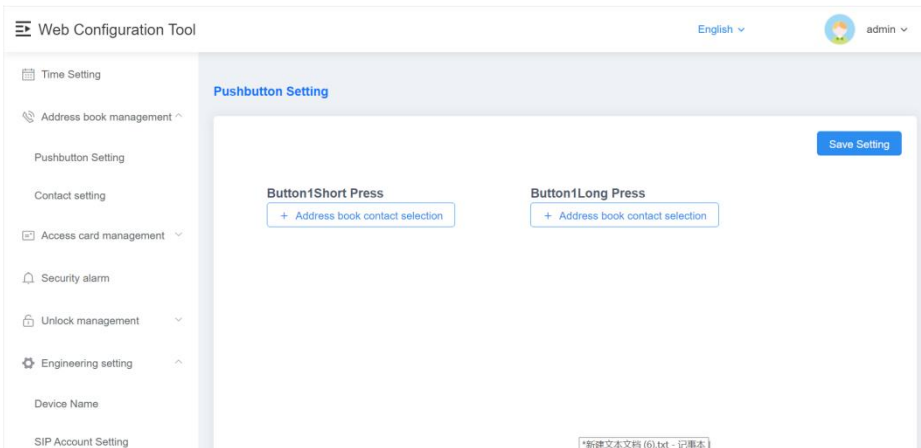 Web Configuration Tool
English
admin
Time Setting
Pushbutton Setting
Address book management
Save Setting
Pushbutton Setting
Button1Short Press
Button1Long Press
Contact setting
+ Address book contact selection
+ Address book contact selection
Access card management
Security alarm
Unlock management
Engineering setting
Device Name
SIP Account Setting
*新建文本文档 (6).txt - 记事本